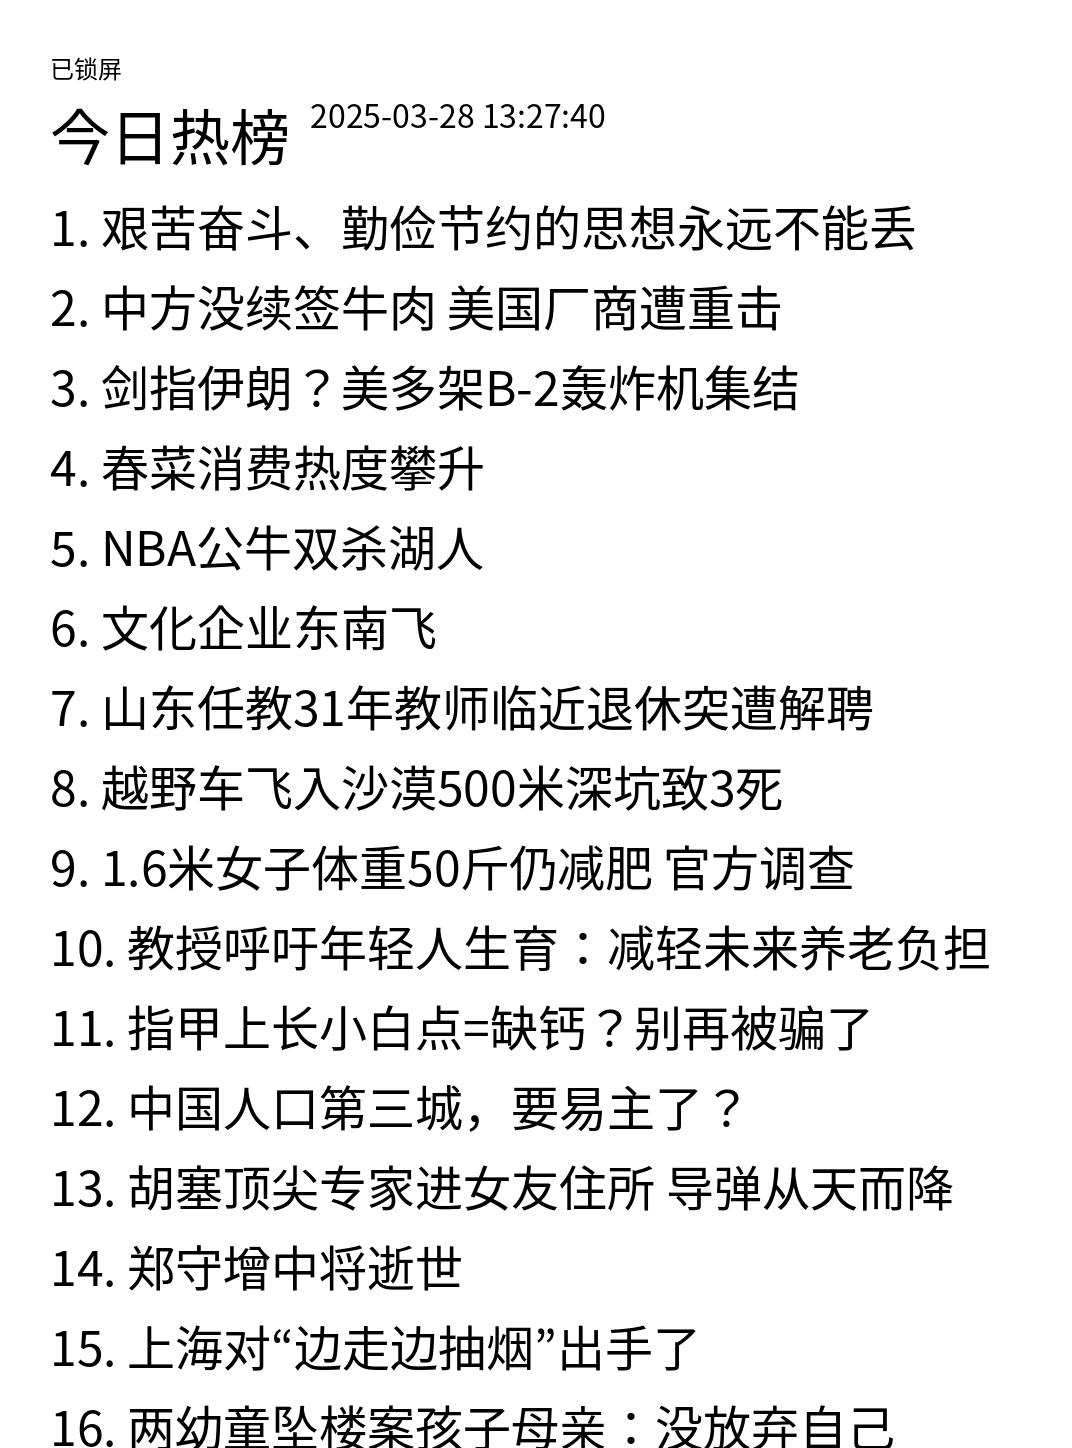 已锁屏
今日热榜 2025-03-28 13:27:40
1. 艰苦奋斗、勤俭节约的思想永远不能丢
2. 中方没续签牛肉 美国厂商遭重击
3. 剑指伊朗？美多架B-2轰炸机集结
4. 春菜消费热度攀升
5. NBA公牛双杀湖人
6. 文化企业东南飞
7. 山东任教31年教师临近退休突遭解聘
8. 越野车飞入沙漠500米深坑致3死
9. 1.6米女子体重50斤仍减肥 官方调查
10. 教授呼吁年轻人生育：减轻未来养老负担
11. 指甲上长小白点=缺钙？别再被骗了
12. 中国人口第三城，要易主了？
13. 胡塞顶尖专家进女友住所 导弹从天而降
14. 郑守增中将逝世
15. 上海对“边走边抽烟”出手了
16. 两幼童坠楼案孩子母亲：没放弃自己